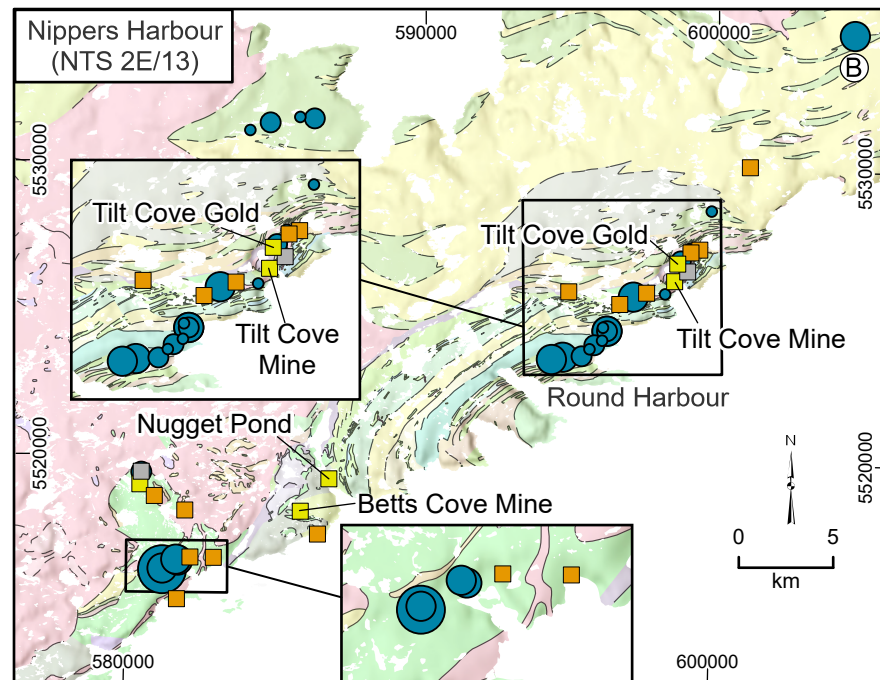 Nippers Harbour
(NTS 2E/13)
590000
600000
B
5530000
5530000
Tilt Cove Gold
Tilt Cove
Mine
Tilt Cove Gold
Tilt Cove Mine
Round Harbour
Nugget Pond
Betts Cove Mine
5520000
5520000
N
0 5
km
580000
600000